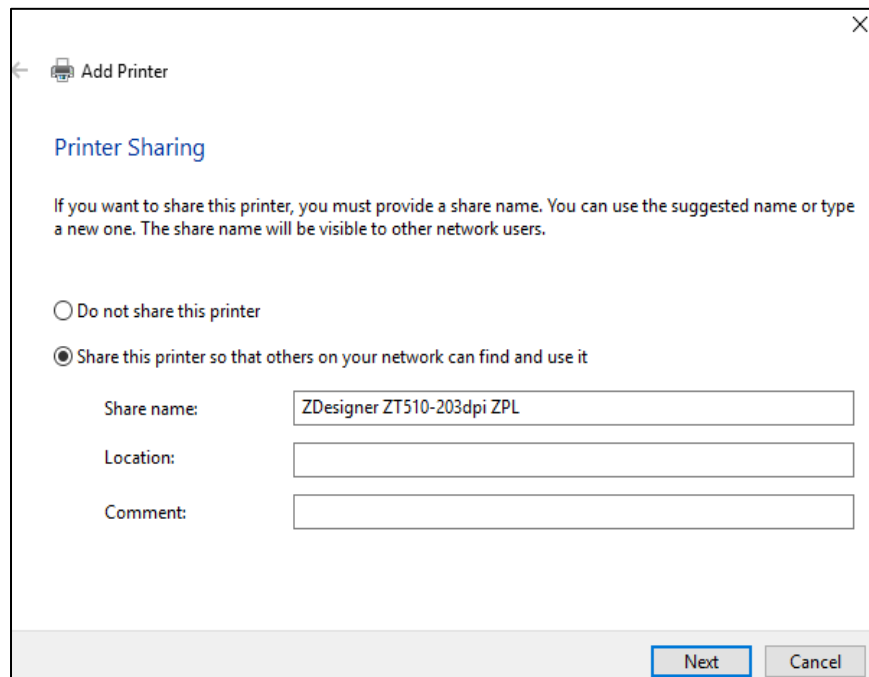 Add Printer
Printer Sharing
If you want to share this printer, you must provide a share name. You can use the suggested name or type
a new one. The share name will be visible to other network users.
Do not share this printer
Share this printer so that others on your network can find and use it
Share name: ZDesigner ZT510-203dpi ZPL
Location:
Comment:
Next Cancel